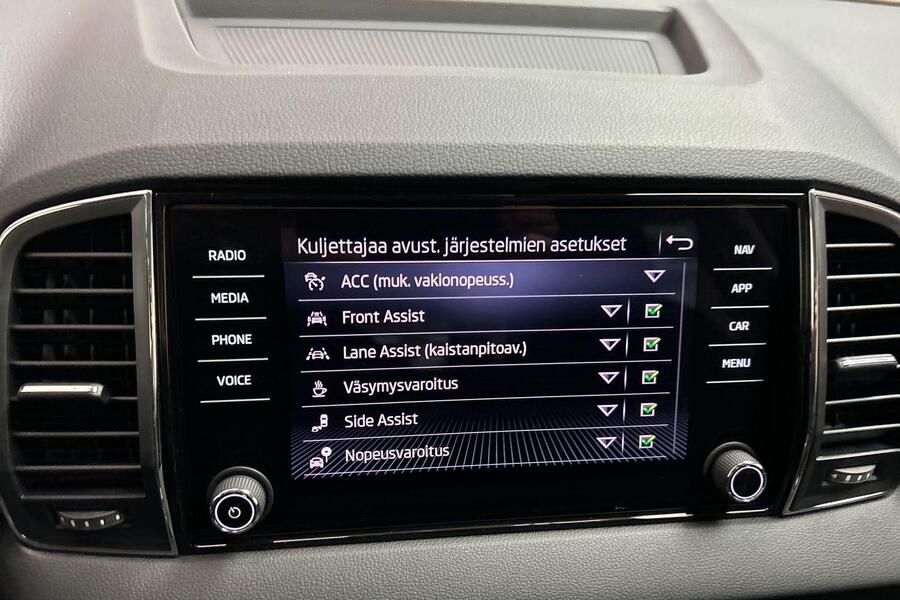 RADIO
MEDIA
PHONE
VOICE
Kuljettajaa avust. järjestelmien asetukset
ACC (muk. vakionopeuss.)
Front Assist
Lane Assist (kaistanpitoav.)
Väsymysvaroitus
Side Assist
Nopeusvaroitus
NAV
APP
CAR
MENU